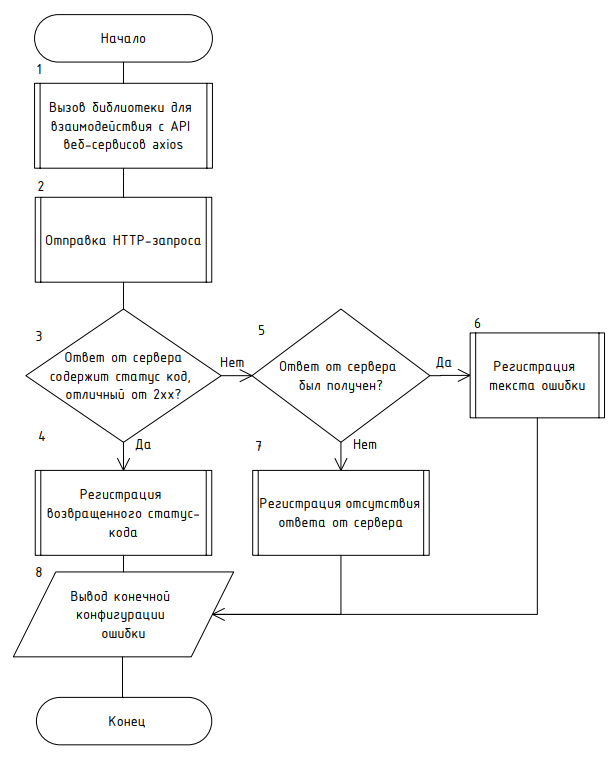 Начало
1
Вызов библиотеки для
взаимодействия с API
веб-сервисов axios
2
Отправка HTTP-запроса
3
Ответ от сервера
содержит статус код,
отличный от 2xx?
Нет
5
Ответ от сервера
был получен?
Да
6
Регистрация
текста ошибки
Да
Нет
4
Регистрация
возвращенного статус-
кода
7
Регистрация отсутствия
ответа от сервера
8
Вывод конечной
конфигурации
ошибки
Конец